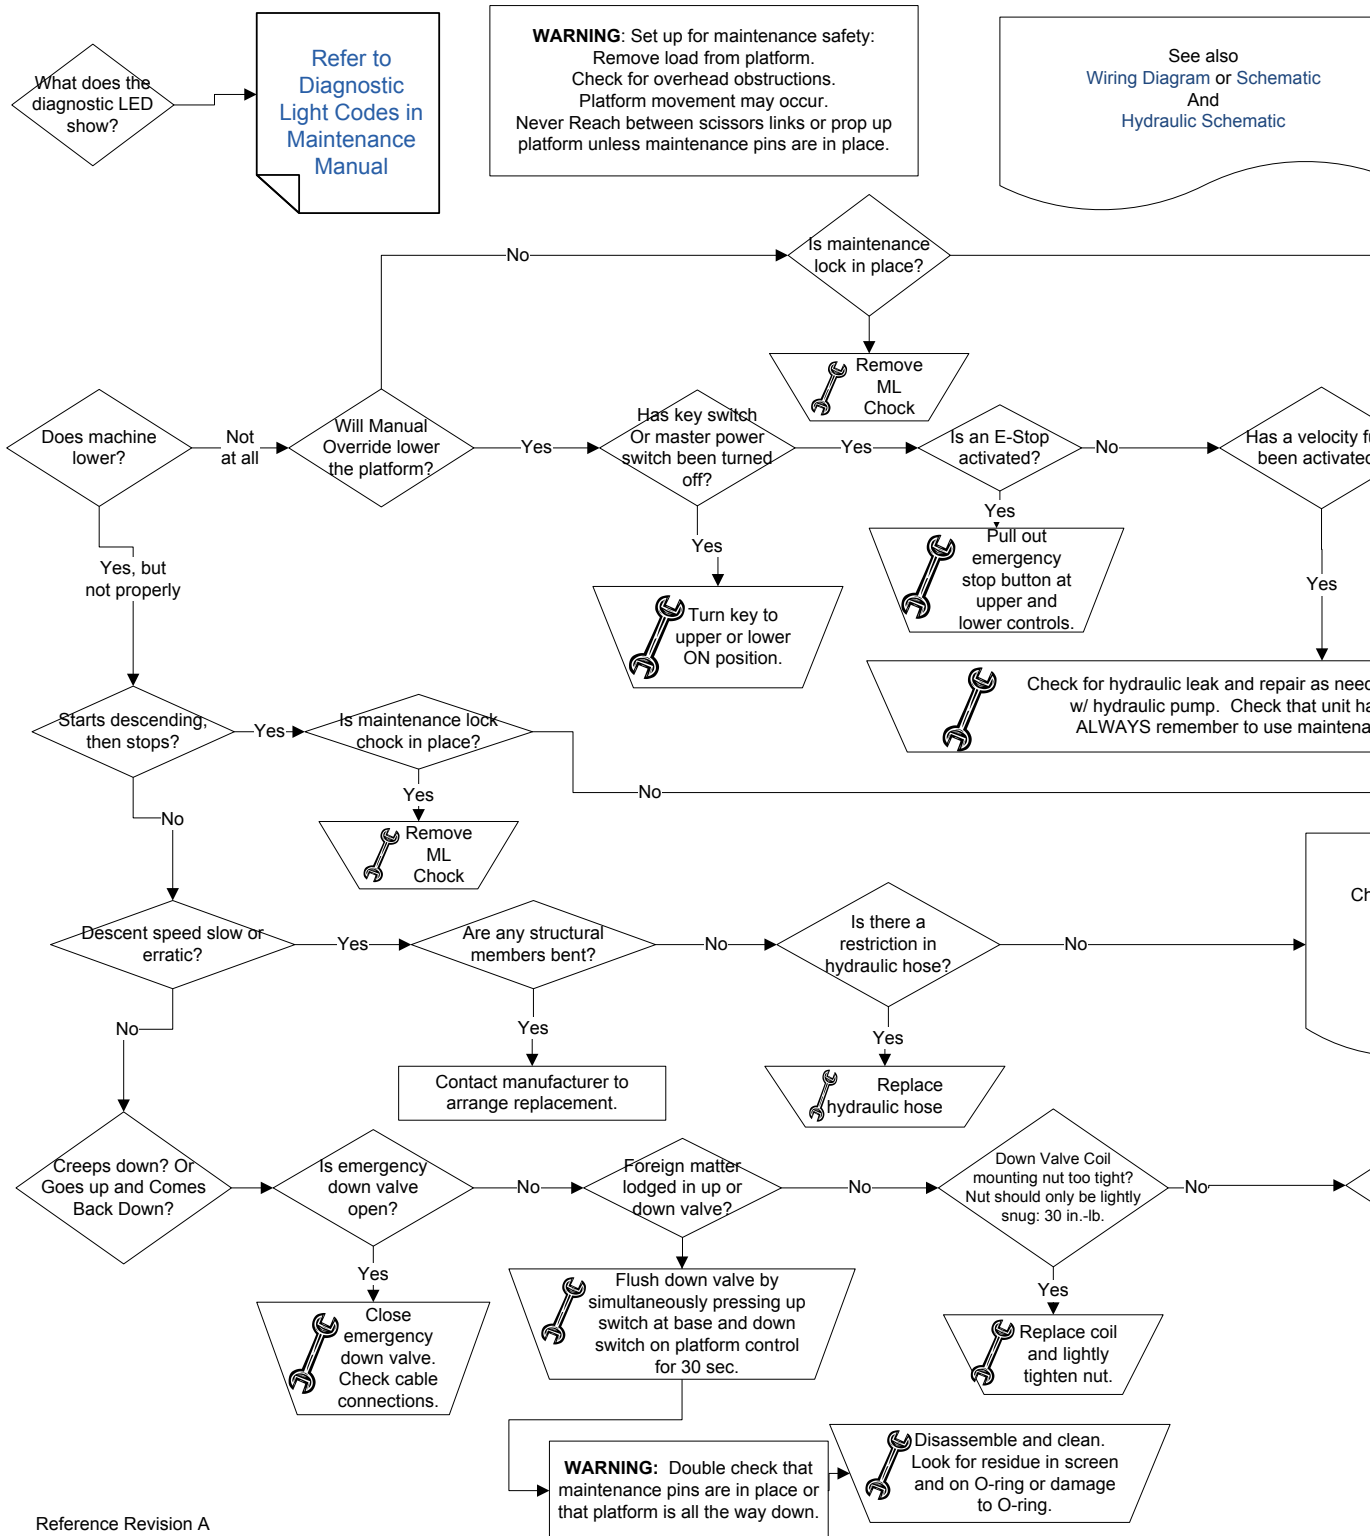 What does the
diagnostic LED
show?
Refer to
Diagnostic
Light Codes in
Maintenance
Manual
WARNING: Set up for maintenance safety:
Remove load from platform.
Check for overhead obstructions.
Platform movement may occur.
Never Reach between scissors links or prop up
platform unless maintenance pins are in place.
See also
Wiring Diagram or Schematic
And
Hydraulic Schematic
No
Is maintenance
lock in place?
Remove
ML
Chock
Does machine
lower?
Not
at all
Will Manual
Override lower
the platform?
Yes
Has key switch
Or master power
switch been turned
off?
Yes
Is an E-Stop
activated?
No
Has a velocity
been
Yes
Turn key to
upper or lower
ON position.
Yes
Pull out
emergency
stop button at
upper and
lower controls.
Yes
Check for hydraulic leak and repair as
w/ hydraulic pump. Check that unit
ALWAYS remember to use
Yes, but
not properly
Starts descending,
then stops?
Yes
Is maintenance lock
chock in place?
No
Yes
Remove
ML
Chock
No
Descent speed slow or
erratic?
Yes
Are any structural
members bent?
No
Is there a
restriction in
hydraulic hose?
No
Yes
Contact manufacturer to
arrange replacement.
Yes
Replace
hydraulic hose
No
Creeps down? Or
Goes up and Comes
Back Down?
Is emergency
down valve
open?
No
Foreign matter
lodged in up or
down valve?
No
Down Valve Coil
mounting nut too tight?
Nut should only be lightly
snug: 30 in.-lb.
No
Yes
Close
emergency
down valve.
Check cable
connections.
Flush down valve by
simultaneously pressing up
switch at base and down
switch on platform control
for 30 sec.
Yes
Replace coil
and lightly
tighten nut.
WARNING: Double check that
maintenance pins are in place or
that platform is all the way down.
Disassemble and clean.
Look for residue in screen
and on O-ring or damage
to O-ring.
Reference Revision A